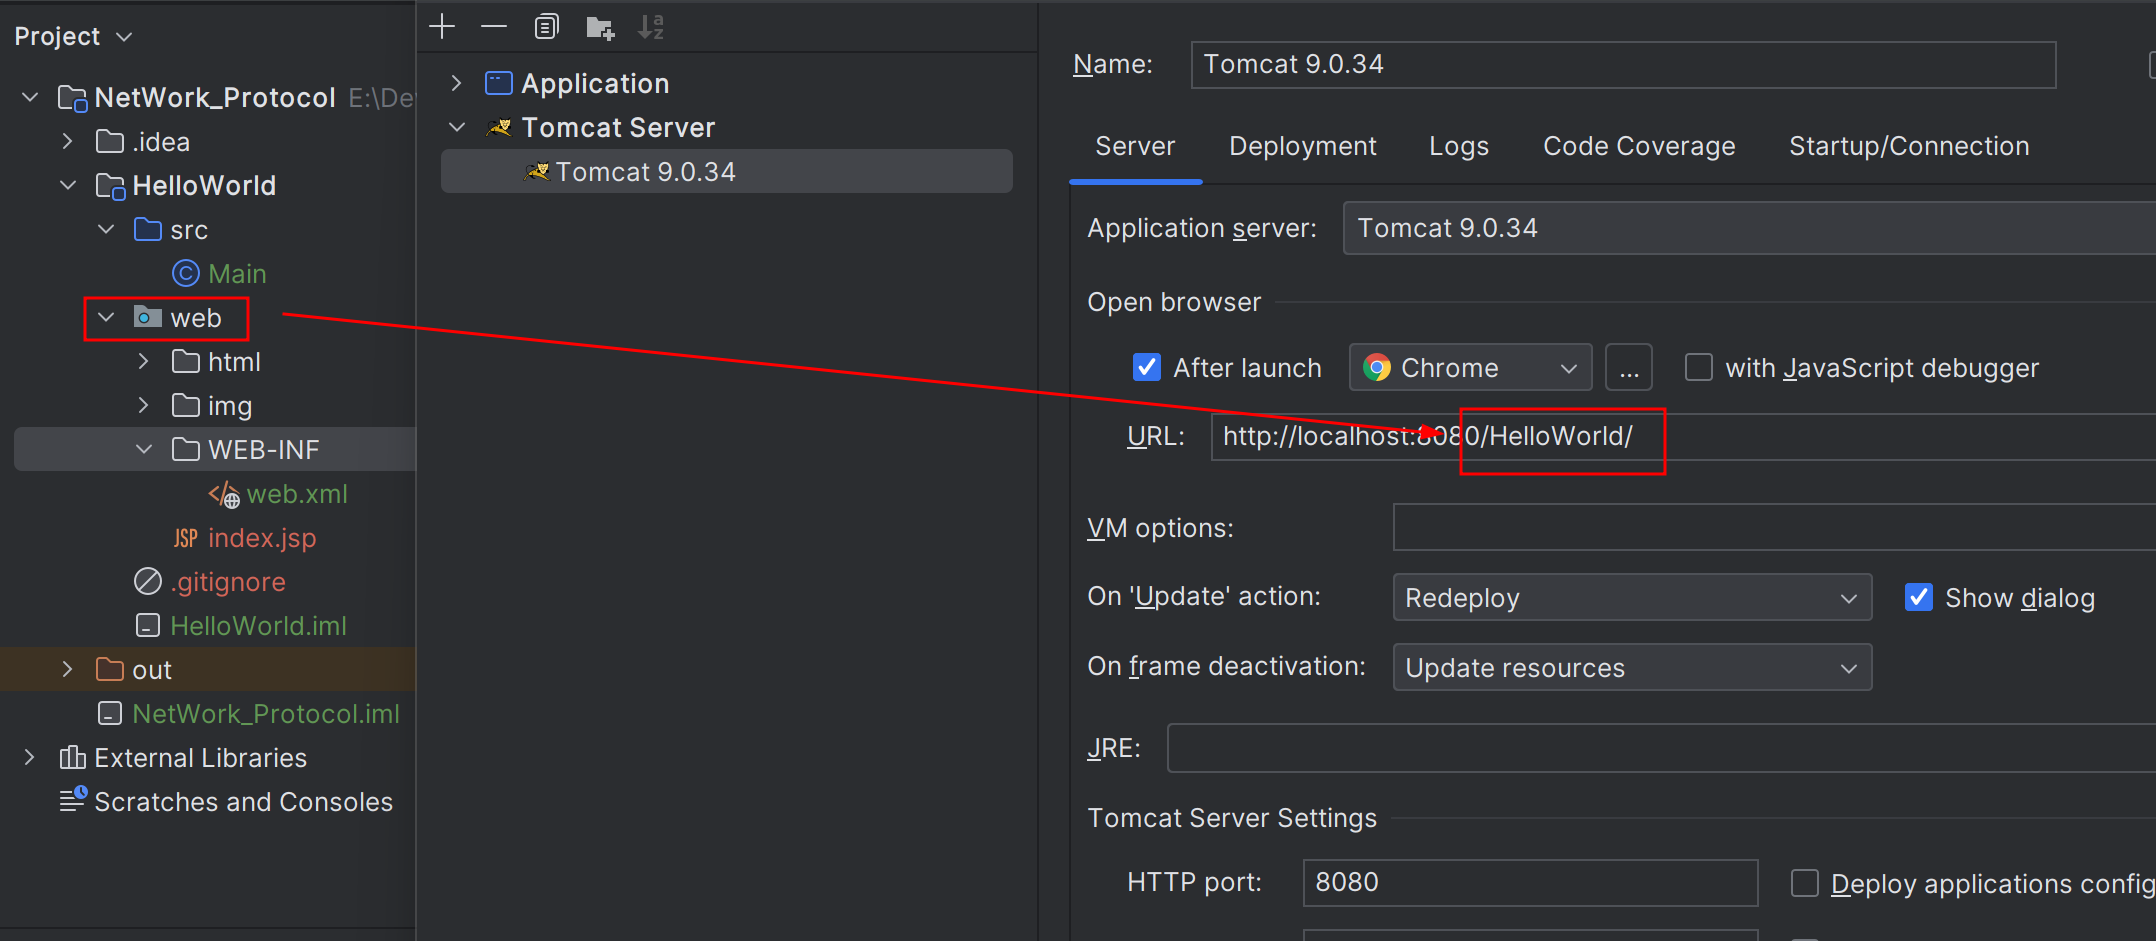 Project
NetWork_Protocol E:\De
.idea
HelloWorld
src
Main
web
html
img
WEB-INF
web.xml
JSP index.jsp
.gitignore
HelloWorld.iml
out
NetWork_Protocol.iml
External Libraries
Scratches and Consoles
Application
Tomcat Server
Tomcat 9.0.34
Name: Tomcat 9.0.34
Server Deployment Logs Code Coverage Startup/Connection
Application server: Tomcat 9.0.34
Open browser
After launch Chrome ... with JavaScript debugger
URL: http://localhost:8080/HelloWorld/
VM options:
On 'Update' action: Redeploy Show dialog
On frame deactivation: Update resources
JRE:
Tomcat Server Settings
HTTP port: 8080 Deploy applications config